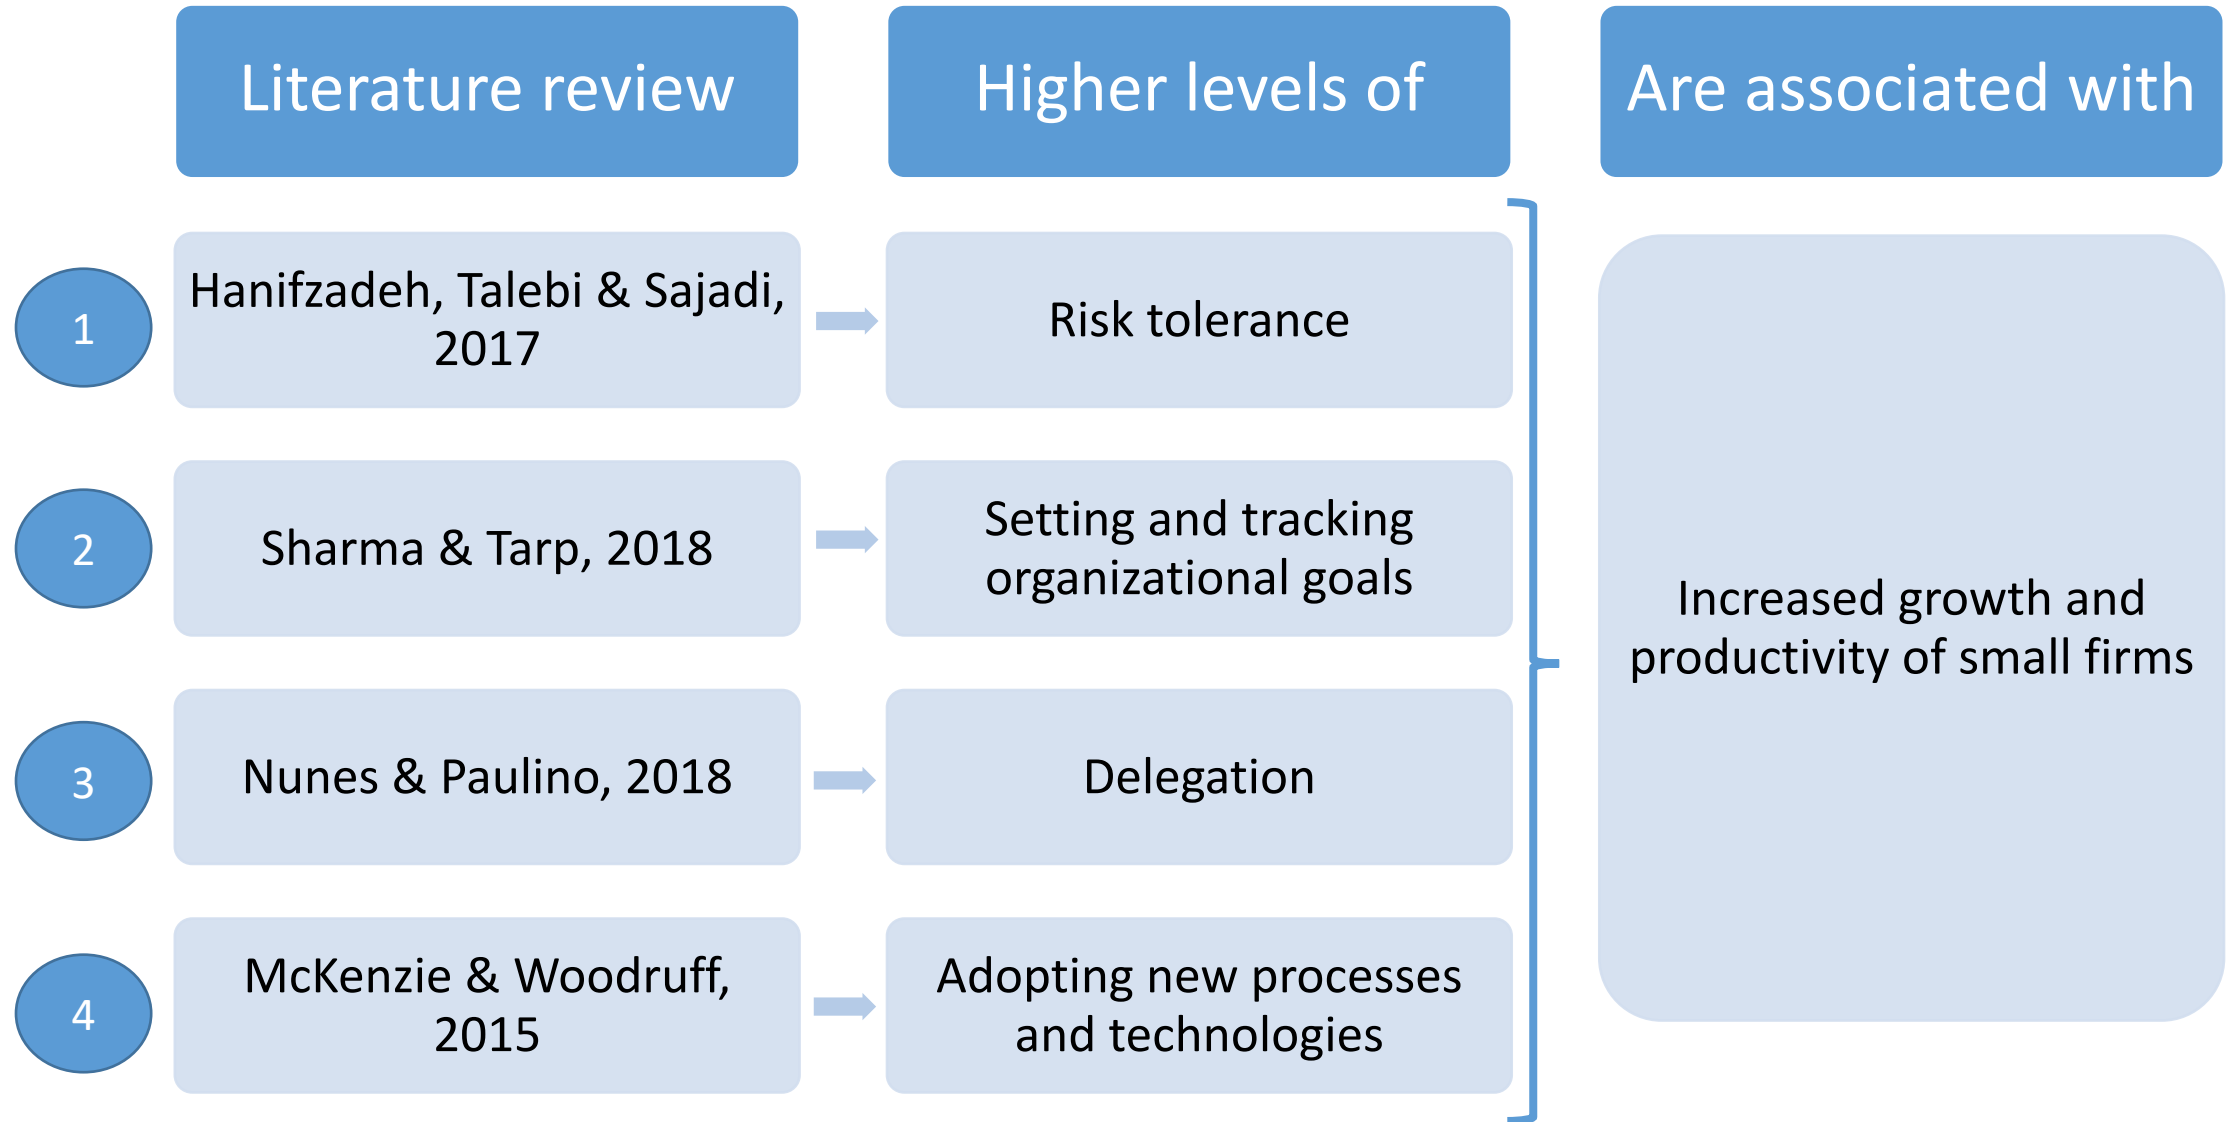 Literature review
Higher levels of
Are associated with
1
Hanifzadeh, Talebi & Sajadi,
2017
Risk tolerance
2
Sharma & Tarp, 2018
Setting and tracking
organizational goals
3
Nunes & Paulino, 2018
Delegation
4
McKenzie & Woodruff,
2015
Adopting new processes
and technologies
Increased growth and
productivity of small firms